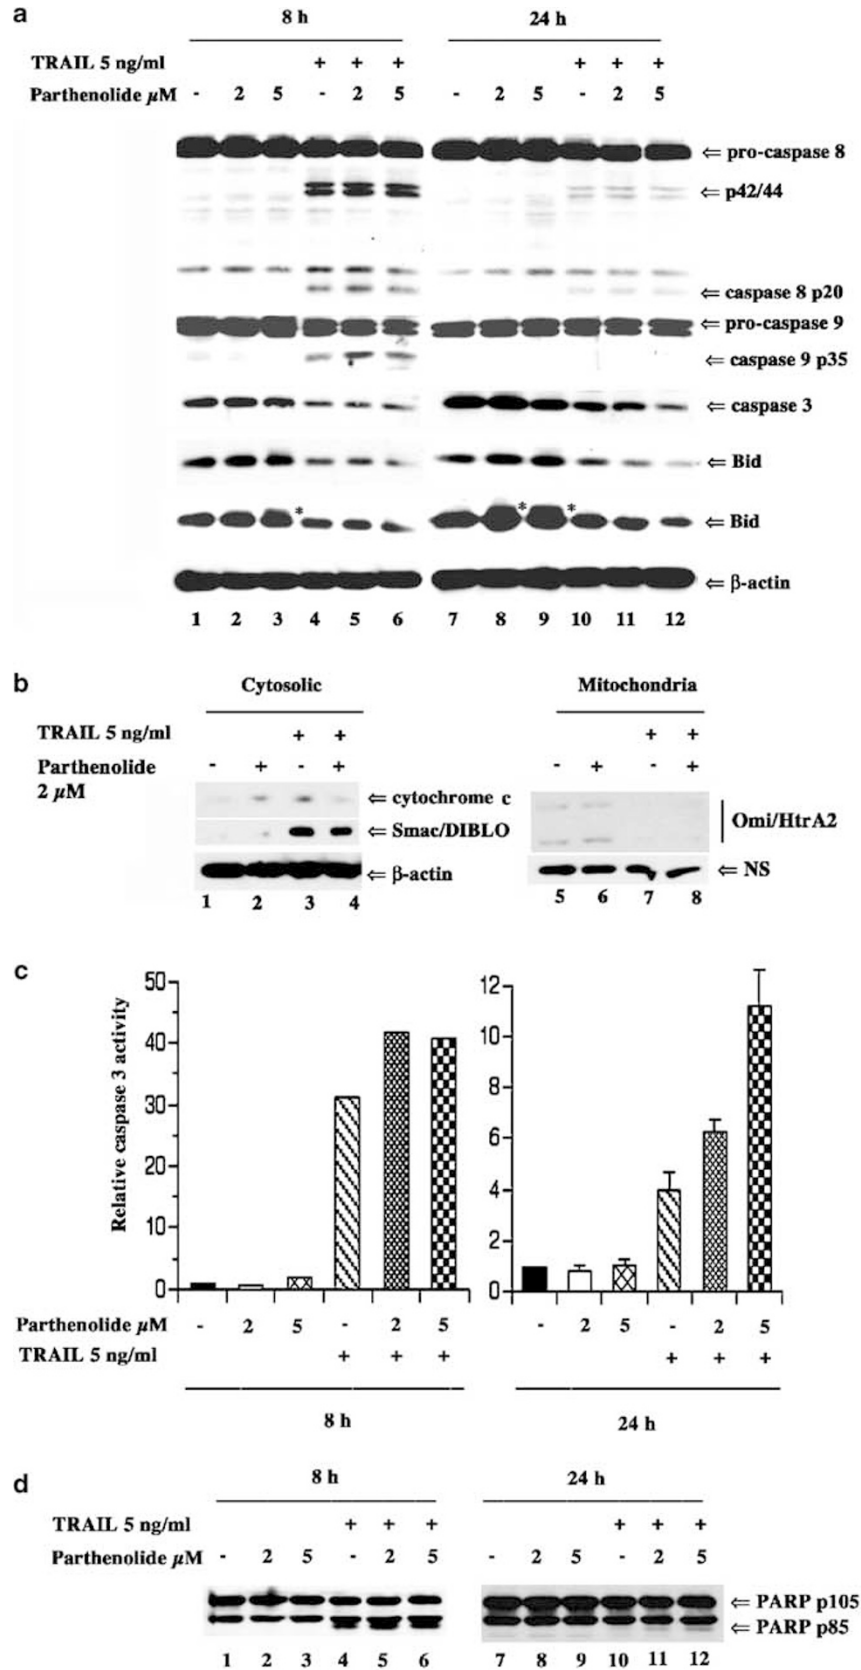 a
8 h 24 h
TRAIL 5 ng/ml + + + + + +
Parthenolide µM - 2 5 - 2 5 - 2 5 - 2 5
⇐ pro-caspase 8
⇐ p42/44
⇐ caspase 8 p20
⇐ pro-caspase 9
⇐ caspase 9 p35
⇐ caspase 3
⇐ Bid
* * *
⇐ Bid
⇐ β-actin
1 2 3 4 5 6 7 8 9 10 11 12
b
Cytosolic Mitochondria
TRAIL 5 ng/ml + + + +
Parthenolide - + - + - + - +
2 µM
⇐ cytochrome c
Omi/HtrA2
⇐ Smac/DIBLO
⇐ β-actin ⇐ NS
1 2 3 4 5 6 7 8
c
Relative caspase 3 activity
50 12
40 10
30 8
20 6
10 4
0 2
0
Parthenolide µM - 2 5 - 2 5 - 2 5 - 2 5
TRAIL 5 ng/ml + + + + + +
8 h 24 h
d
8 h 24 h
TRAIL 5 ng/ml + + + + + +
Parthenolide µM - 2 5 - 2 5 - 2 5 - 2 5
⇐ PARP p105
⇐ PARP p85
1 2 3 4 5 6 7 8 9 10 11 12